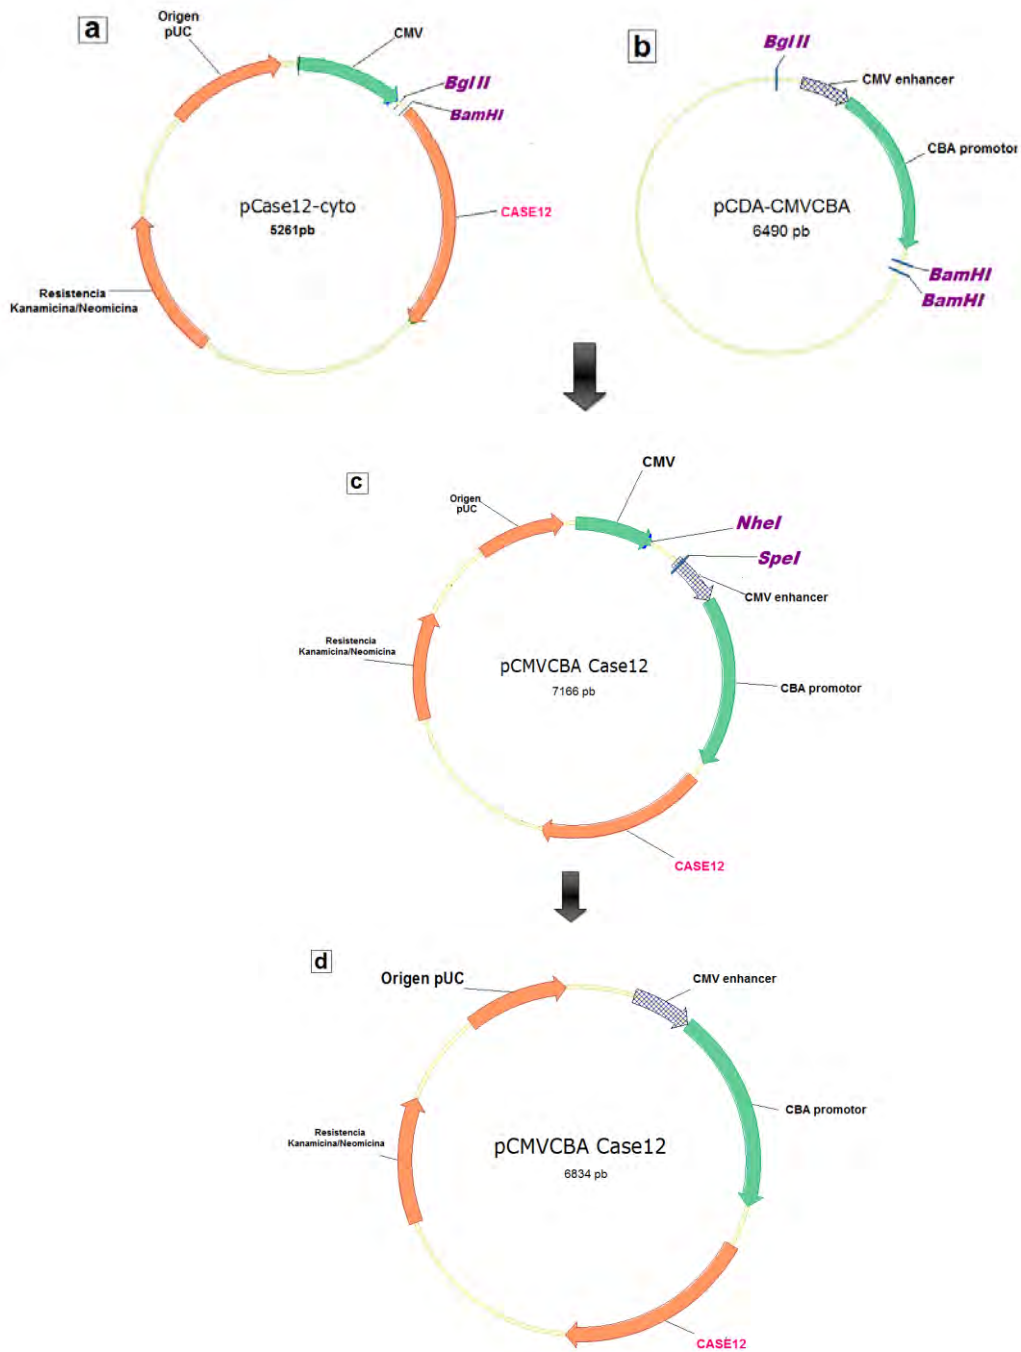 a
Origen
pUC
CMV
Bgl II
BamHI
pCase12-cyto
5261pb
CASE12
Resistencia
Kanamicina/Neomicina
b
Bgl II
CMV enhancer
CBA promotor
pCDA-CMVCBA
6490 pb
BamHI
BamHI
c
CMV
Origen
pUC
NheI
SpeI
CMV enhancer
Resistencia
Kanamicina/Neomicina
pCMVCBA Case12
7166 pb
CBA promotor
CASE12
d
Origen pUC
CMV enhancer
CBA promotor
Resistencia
Kanamicina/Neomicina
pCMVCBA Case12
6834 pb
CASE12